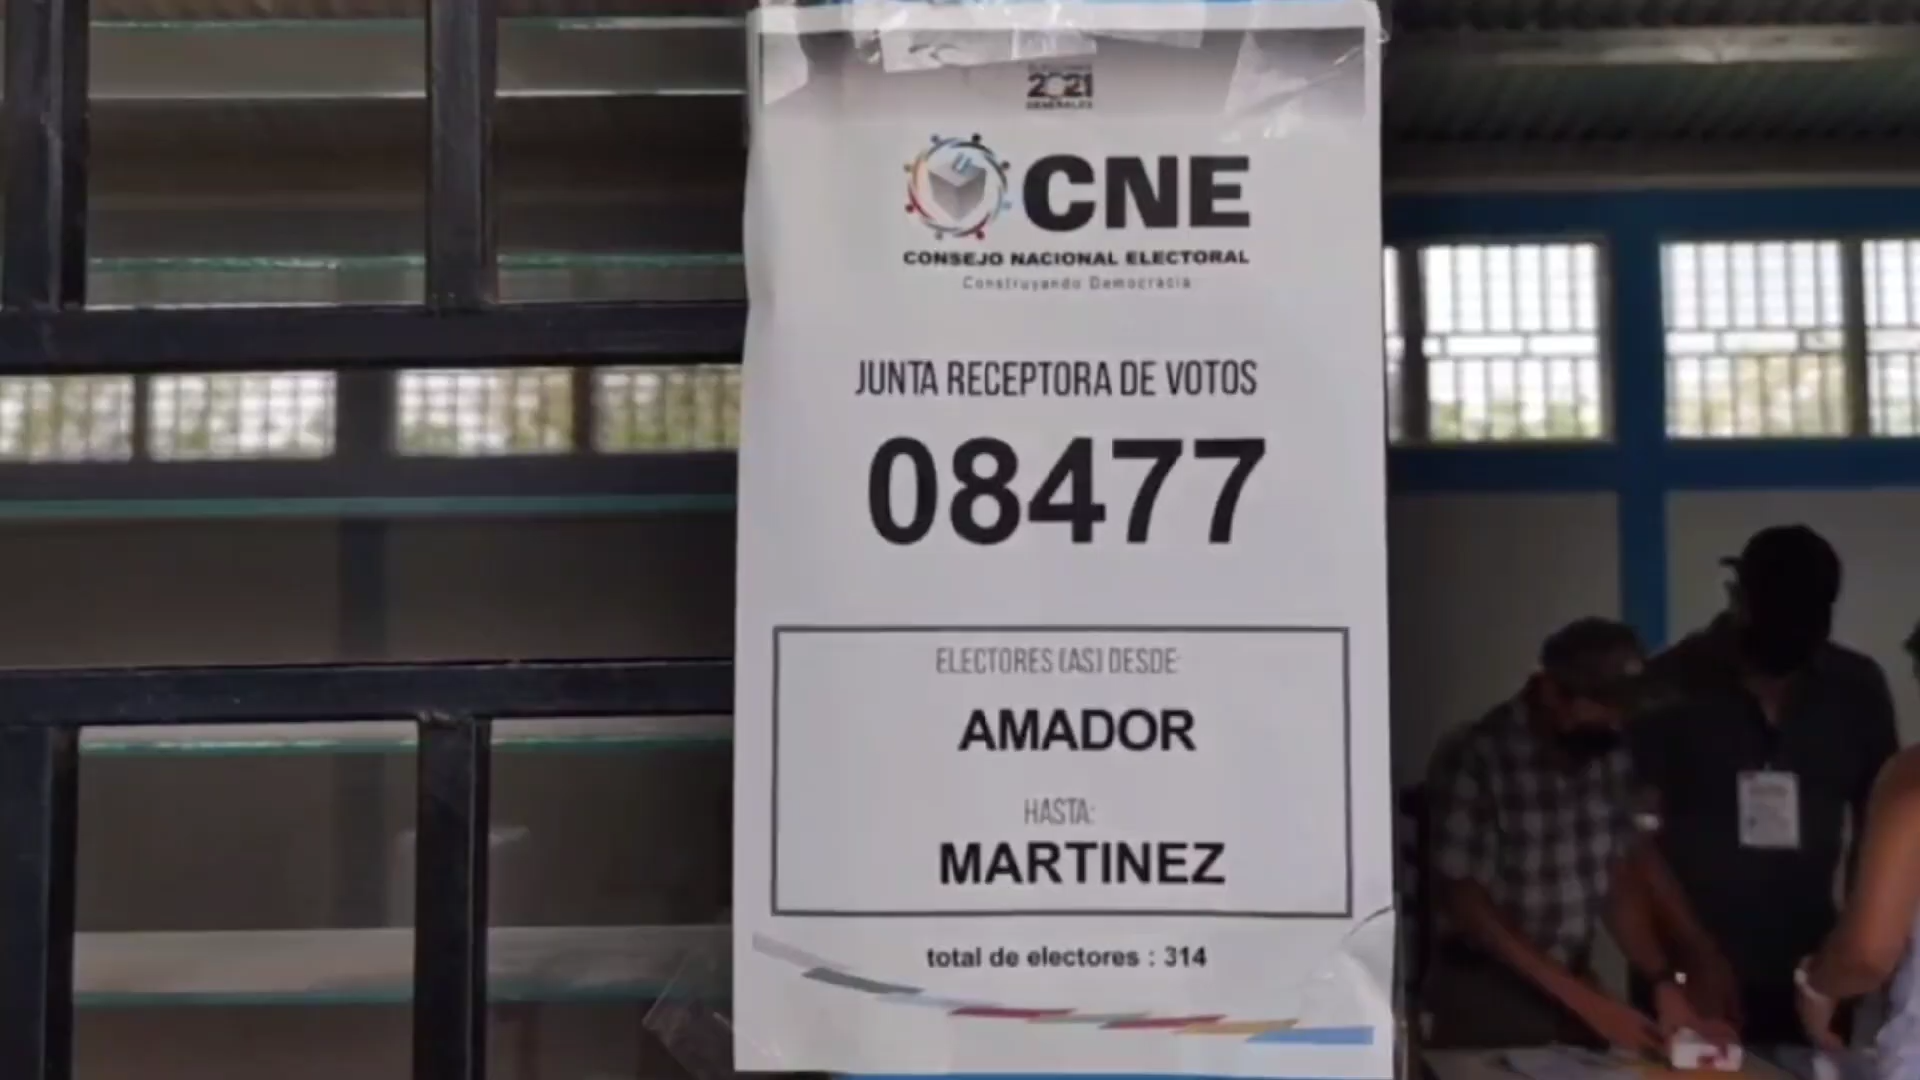 2021
GENERALES
CNE
CONSEJO NACIONAL ELECTORAL
Construyendo Democracia
JUNTA RECEPTORA DE VOTOS
08477
ELECTORES (AS) DESDE:
AMADOR
HASTA:
MARTINEZ
total de electores : 314